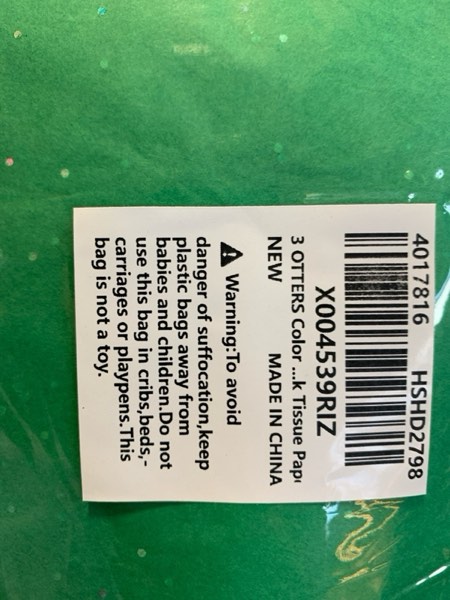 4017816 HSHD2798
X004539RIZ
3 OTTERS Color ...k Tissue Pap
NEW MADE IN CHINA
Warning:To avoid
danger of suffocation,keep
plastic bags away from
babies and children.Do not
use this bag in cribs,beds,-
carriages or playpens.This
bag is not a toy.